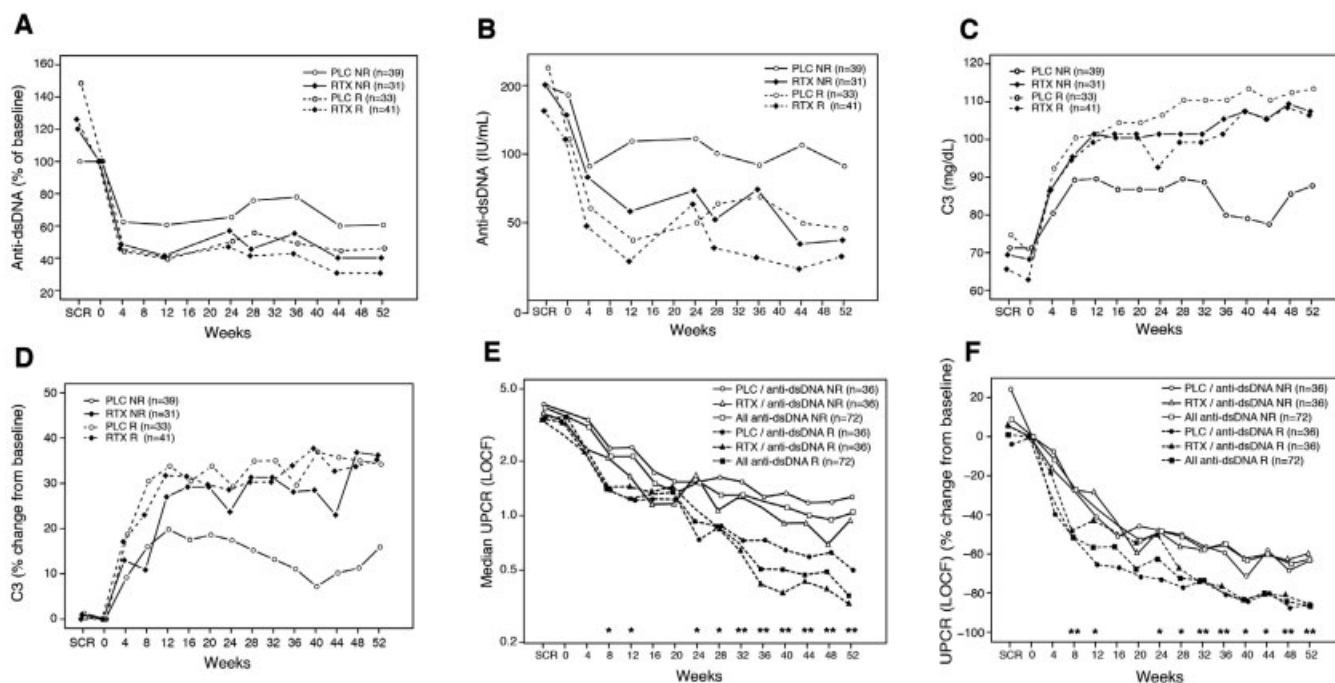 A
Anti-dsDNA (% of baseline)
160
140
120
100
80
60
40
20
PLC NR (n=39)
RTX NR (n=31)
PLC R (n=33)
RTX R (n=41)
SCR 0 4 8 12 16 20 24 28 32 36 40 44 48 52
Weeks
B
Anti-dsDNA (IU/mL)
200
100
50
0
PLC NR (n=39)
RTX NR (n=31)
PLC R (n=33)
RTX R (n=41)
SCR 0 4 8 12 16 20 24 28 32 36 40 44 48 52
Weeks
C
C3 (mg/dL)
120
110
100
90
80
70
60
PLC NR (n=39)
RTX NR (n=31)
PLC R (n=33)
RTX R (n=41)
SCR 0 4 8 12 16 20 24 28 32 36 40 44 48 52
Weeks
D
C3 (% change from baseline)
50
40
30
20
10
0
PLC NR (n=39)
RTX NR (n=31)
PLC R (n=33)
RTX R (n=41)
SCR 0 4 8 12 16 20 24 28 32 36 40 44 48 52
Weeks
E
Median UPCR (LOCF)
5.0
2.0
1.0
0.5
0.2
PLC / anti-dsDNA NR (n=36)
RTX / anti-dsDNA NR (n=36)
All anti-dsDNA NR (n=72)
PLC / anti-dsDNA R (n=36)
RTX / anti-dsDNA R (n=36)
All anti-dsDNA R (n=72)
* * * * ** ** ** ** ** **
SCR 0 4 8 12 16 20 24 28 32 36 40 44 48 52
Weeks
F
UPCR (LOCF) (% change from baseline)
40
20
0
−20
−40
−60
−80
−100
PLC / anti-dsDNA NR (n=36)
RTX / anti-dsDNA NR (n=36)
All anti-dsDNA NR (n=72)
PLC / anti-dsDNA R (n=36)
RTX / anti-dsDNA R (n=36)
All anti-dsDNA R (n=72)
** * * * ** ** * * ** **
SCR 0 4 8 12 16 20 24 28 32 36 40 44 48 52
Weeks